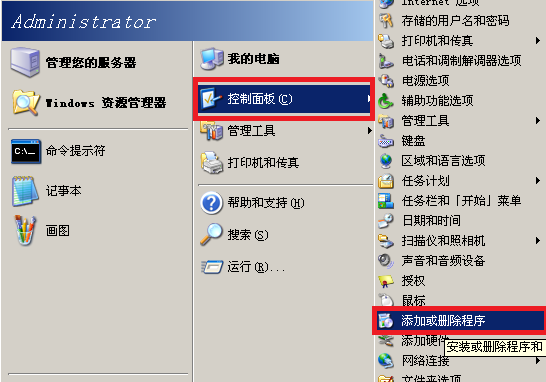 Administrator
管理您的服务器
Windows 资源管理器
命令提示符
记事本
画图
我的电脑
控制面板(C)
管理工具
打印机和传真
帮助和支持(H)
搜索(S)
运行(R)...
Internet 选项
存储的用户名和密码
打印机和传真
电话和调制解调器选项
电源选项
辅助功能选项
管理工具
键盘
区域和语言选项
任务计划
任务栏和「开始」菜单
日期和时间
扫描仪和照相机
声音和音频设备
授权
鼠标
添加或删除程序
添加硬件
安装或删除程序和
网络连接
文件夹选项